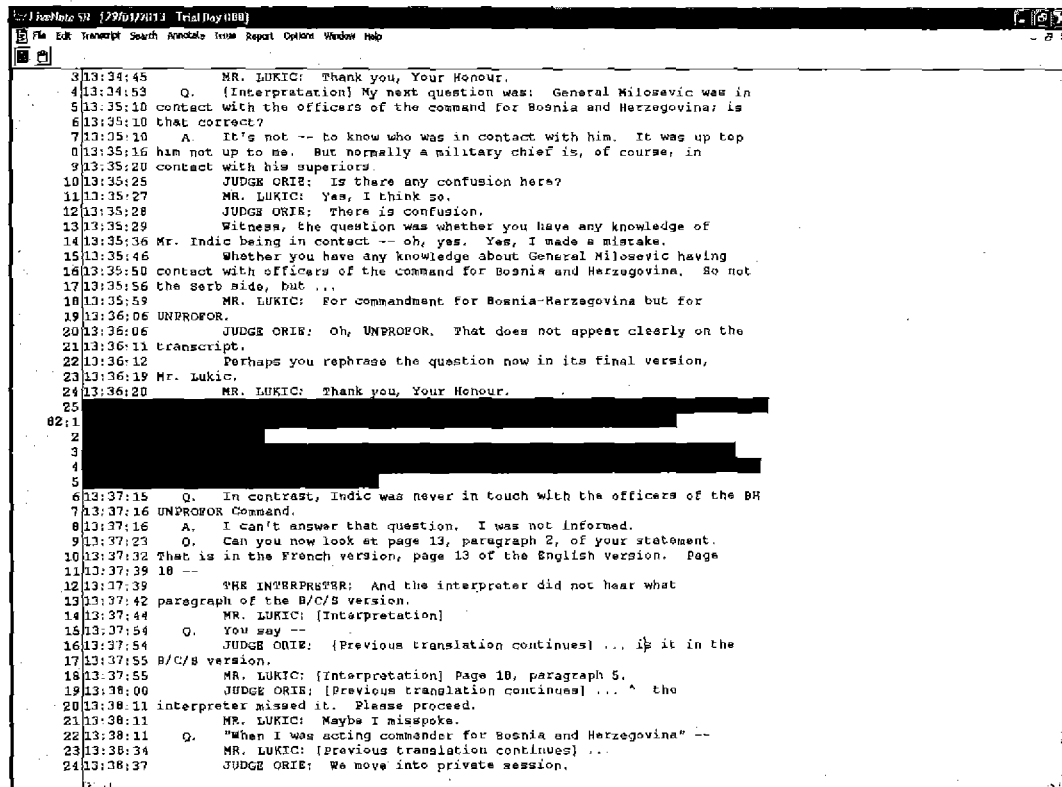 LiveNote SR [29/01/2013 Trial Day
File Edit Transcript Search Annotate Issue Report Options Window Help
3 13:34:45 MR. LUKIC: Thank you, Your Honour.
4 13:34:53 Q. [Interpretation] My next question was: General Milosevic was in
5 13:35:10 contact with the officers of the command for Bosnia and Herzegovina; is
6 13:35:10 that correct?
7 13:35:10 A. It's not -- to know who was in contact with him. It was up top
8 13:35:16 him not up to me. But normally a military chief is, of course, in
9 13:35:20 contact with his superiors.
10 13:35:25 JUDGE ORIE: Is there any confusion here?
11 13:35:27 MR. LUKIC: Yes, I think so.
12 13:35:28 JUDGE ORIE: There is confusion.
13 13:35:29 Witness, the question was whether you have any knowledge of
14 13:35:36 Mr. Indic being in contact -- oh, yes. Yes, I made a mistake.
15 13:35:46 Whether you have any knowledge about General Milosevic having
16 13:35:50 contact with officers of the command for Bosnia and Herzegovina. So not
17 13:35:56 the Serb side, but ...
18 13:35:59 MR. LUKIC: For commandment for Bosnia-Herzegovina but for
19 13:36:06 UNPROFOR.
20 13:36:06 JUDGE ORIE: Oh, UNPROFOR. That does not appear clearly on the
21 13:36:11 transcript.
22 13:36:12 Perhaps you rephrase the question now in its final version,
23 13:36:19 Mr. Lukic.
24 13:36:20 MR. LUKIC: Thank you, Your Honour.
25
82:1
2
3
4
5
6 13:37:15 Q. In contrast, Indic was never in touch with the officers of the BH
7 13:37:16 UNPROFOR Command.
8 13:37:16 A. I can't answer that question. I was not informed.
9 13:37:23 Q. Can you now look at page 13, paragraph 2, of your statement.
10 13:37:32 That is in the French version, page 13 of the English version. Page
11 13:37:39 18 --
12 13:37:39 THE INTERPRETER: And the interpreter did not hear what
13 13:37:42 paragraph of the B/C/S version.
14 13:37:44 MR. LUKIC: [Interpretation]
15 13:37:54 Q. You say --
16 13:37:54 JUDGE ORIE: [Previous translation continues] ... is it in the
17 13:37:55 B/C/S version.
18 13:37:55 MR. LUKIC: [Interpretation] Page 18, paragraph 5.
19 13:38:00 JUDGE ORIE: [Previous translation continues] ... ^ the
20 13:38:11 interpreter missed it. Please proceed.
21 13:38:11 MR. LUKIC: Maybe I misspoke.
22 13:38:11 Q. "When I was acting commander for Bosnia and Herzegovina" --
23 13:38:34 MR. LUKIC: [Previous translation continues] ...
24 13:38:37 JUDGE ORIE: We move into private session.